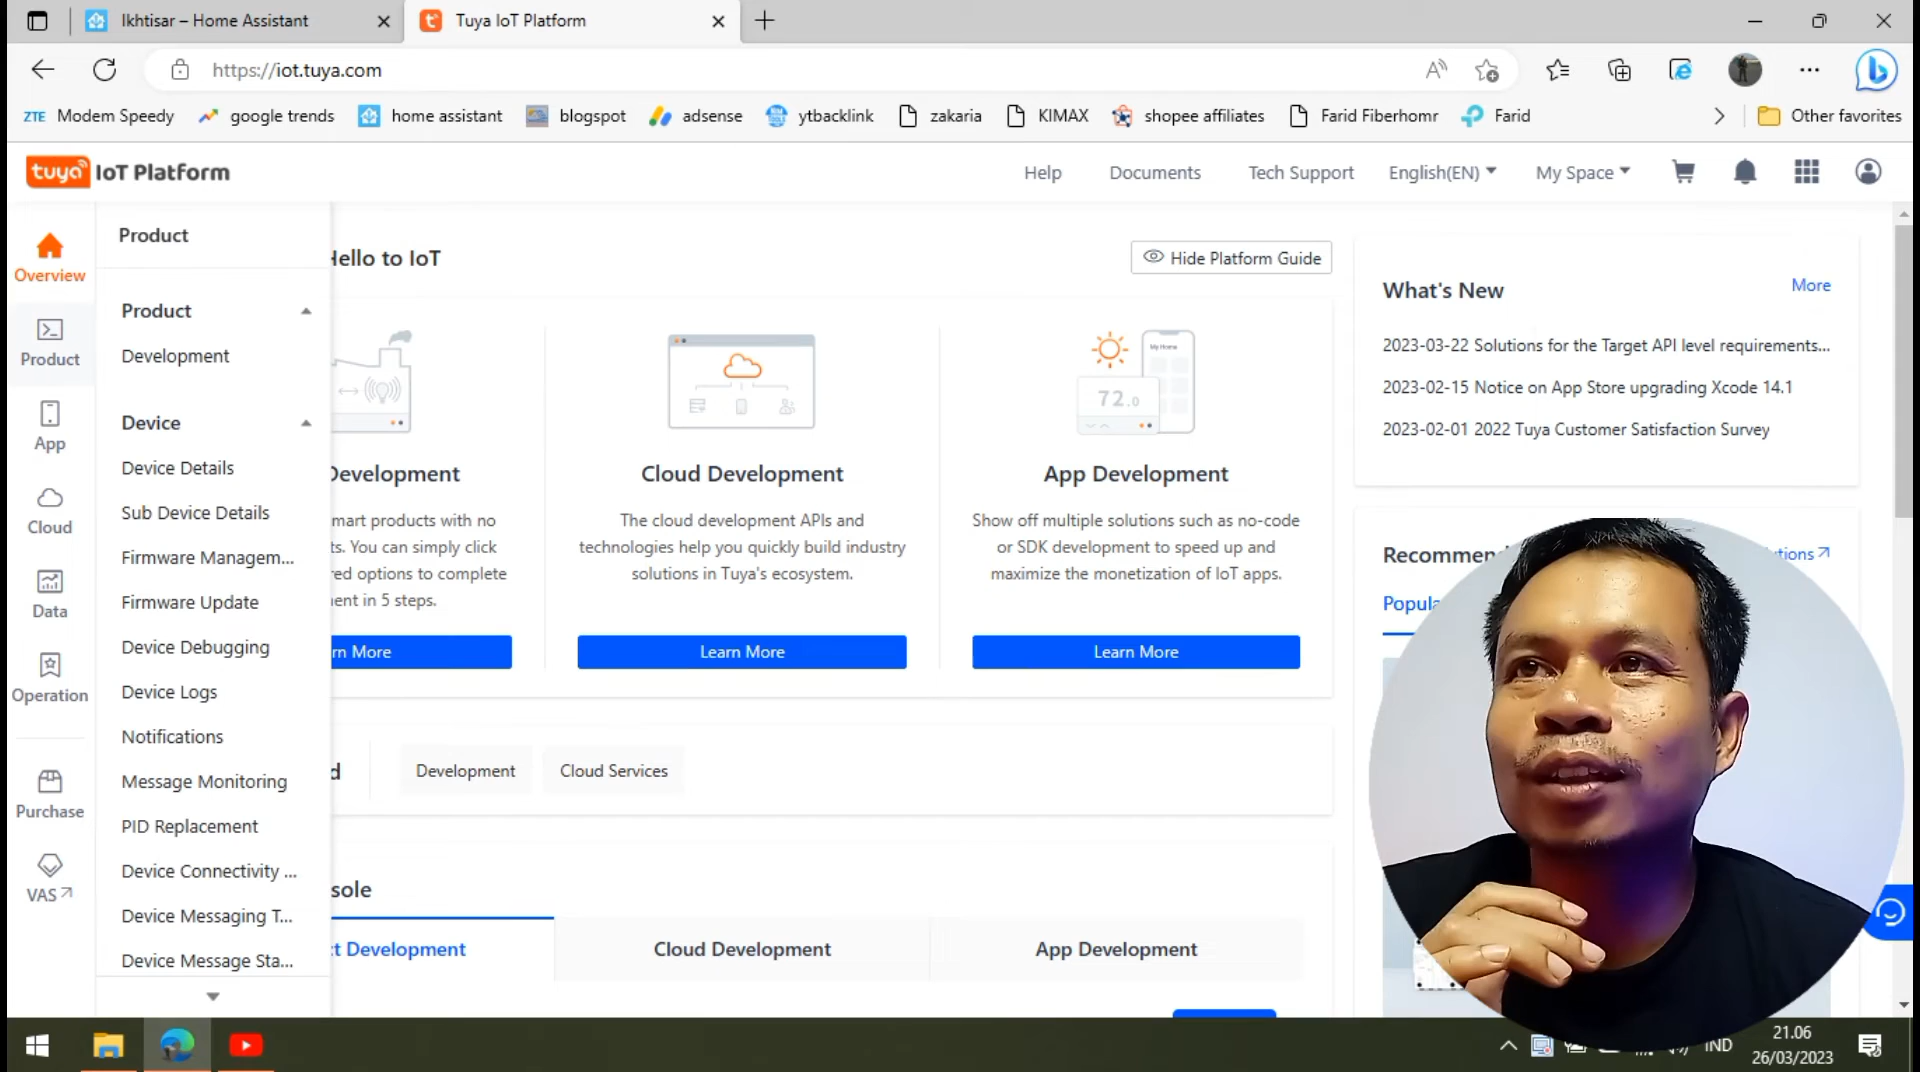 Ikhtisar – Home Assistant
Tuya IoT Platform
https://iot.tuya.com
ZTE Modem Speedy
google trends
home assistant
blogspot
adsense
ytbacklink
zakaria
KIMAX
shopee affiliates
Farid Fiberhomr
Farid
Other favorites
tuya IoT Platform
Help
Documents
Tech Support
English(EN)
My Space
Overview
Product
App
Cloud
Data
Operation
Purchase
VAS
Product
Product
Development
Device
Device Details
Sub Device Details
Firmware Managem...
Firmware Update
Device Debugging
Device Logs
Notifications
Message Monitoring
PID Replacement
Device Connectivity ...
Device Messaging T...
Device Message Sta...
Hello to IoT
Hide Platform Guide
Development
mart products with no
ts. You can simply click
red options to complete
ent in 5 steps.
rn More
Cloud Development
The cloud development APIs and
technologies help you quickly build industry
solutions in Tuya's ecosystem.
Learn More
My Home
72.0
App Development
Show off multiple solutions such as no-code
or SDK development to speed up and
maximize the monetization of IoT apps.
Learn More
d
Development
Cloud Services
sole
ct Development
Cloud Development
App Development
What's New
More
2023-03-22 Solutions for the Target API level requirements...
2023-02-15 Notice on App Store upgrading Xcode 14.1
2023-02-01 2022 Tuya Customer Satisfaction Survey
Recommen
utions
Popula
IND
21.06
26/03/2023